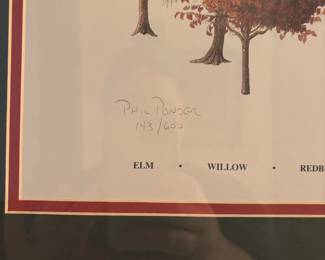 Phil Ponder
143/600
ELM • WILLOW • REDB